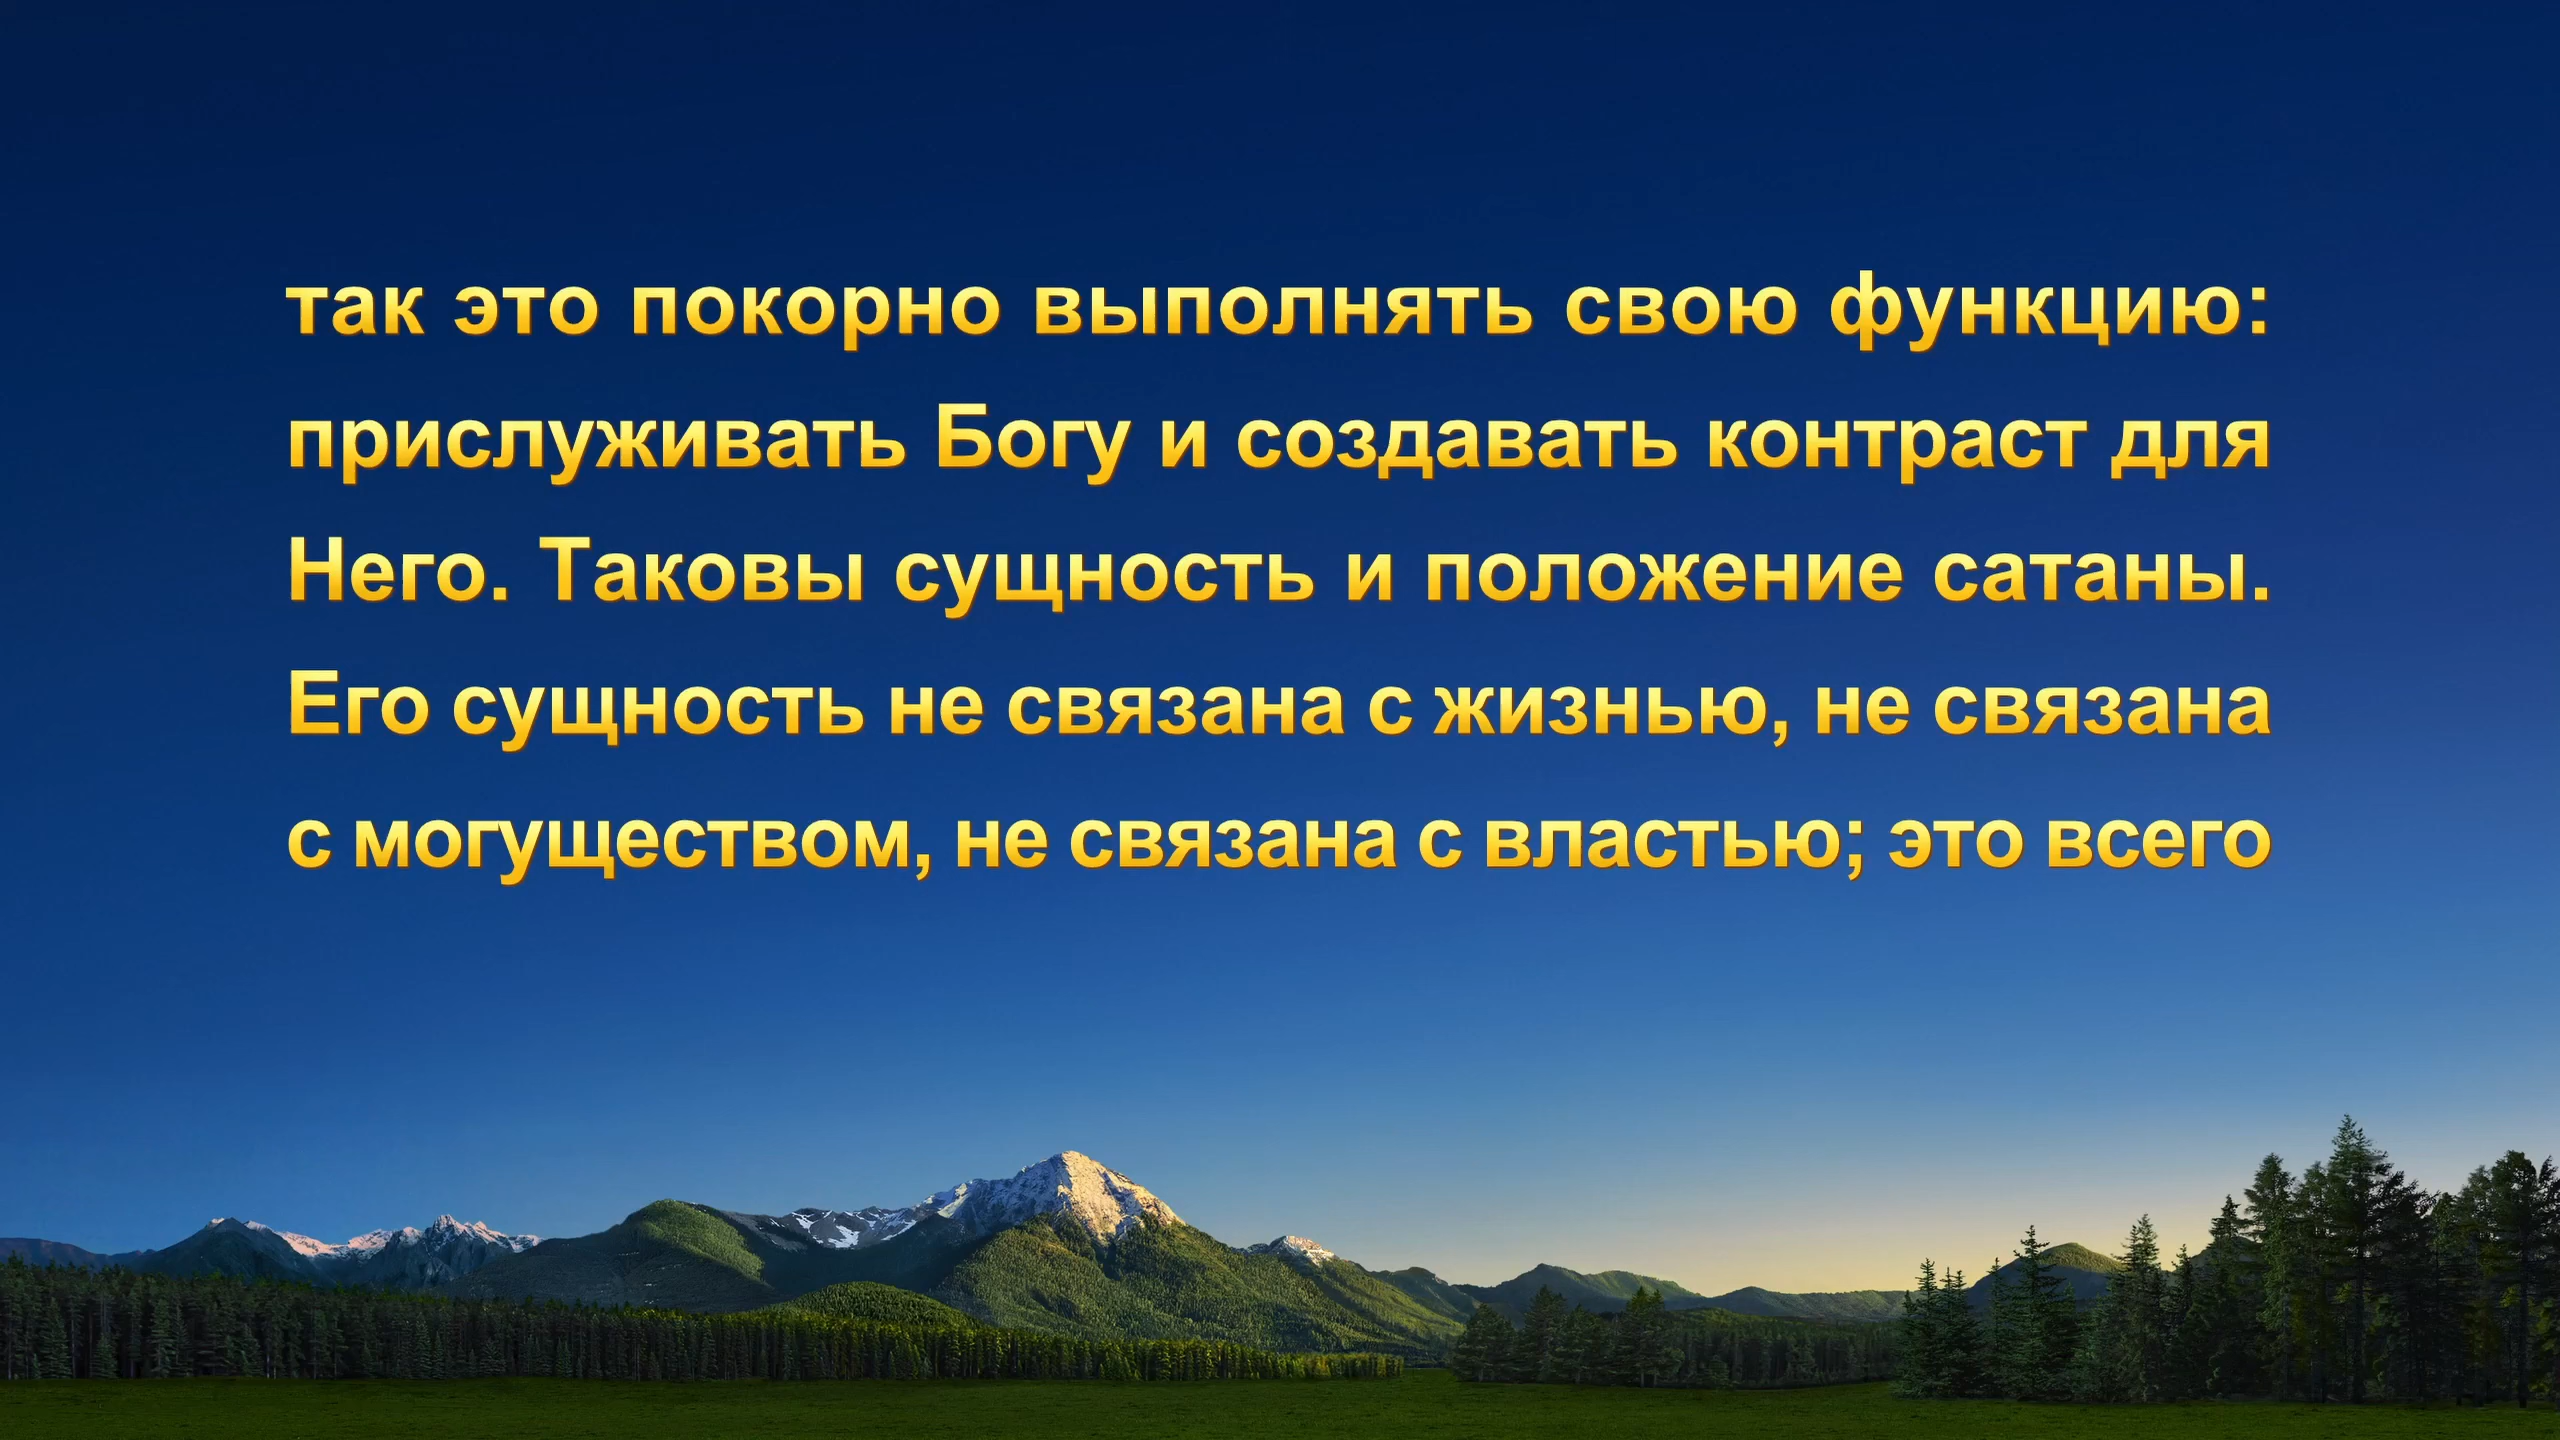 так это покорно выполнять свою функцию:
прислуживать Богу и создавать контраст для
Него. Таковы сущность и положение сатаны.
Его сущность не связана с жизнью, не связана
с могуществом, не связана с властью; это всего